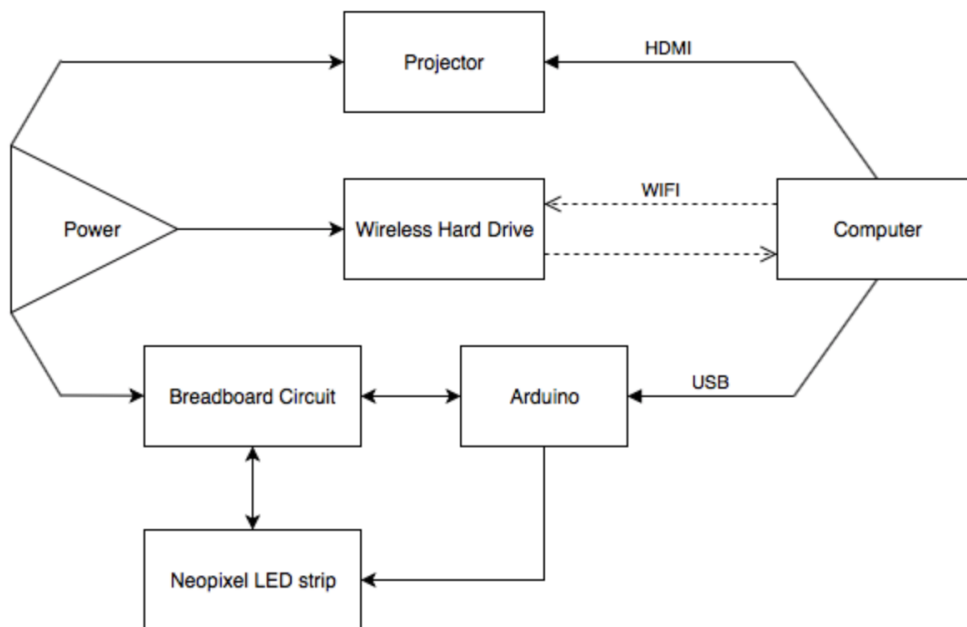 Projector
HDMI
Power
Wireless Hard Drive
WIFI
Computer
Breadboard Circuit
Arduino
USB
Neopixel LED strip